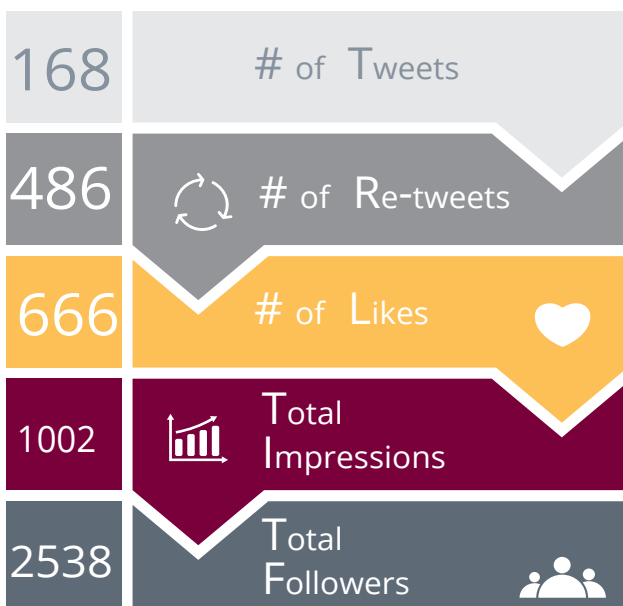 168
# of Tweets
486
# of Re-tweets
666
# of Likes
1002
Total
Impressions
2538
Total
Followers